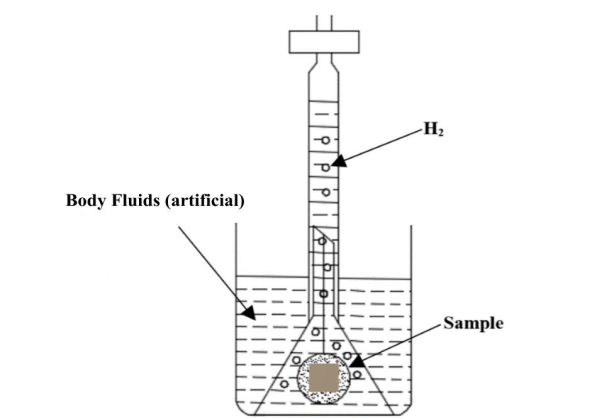 H₂
Body Fluids (artificial)
Sample